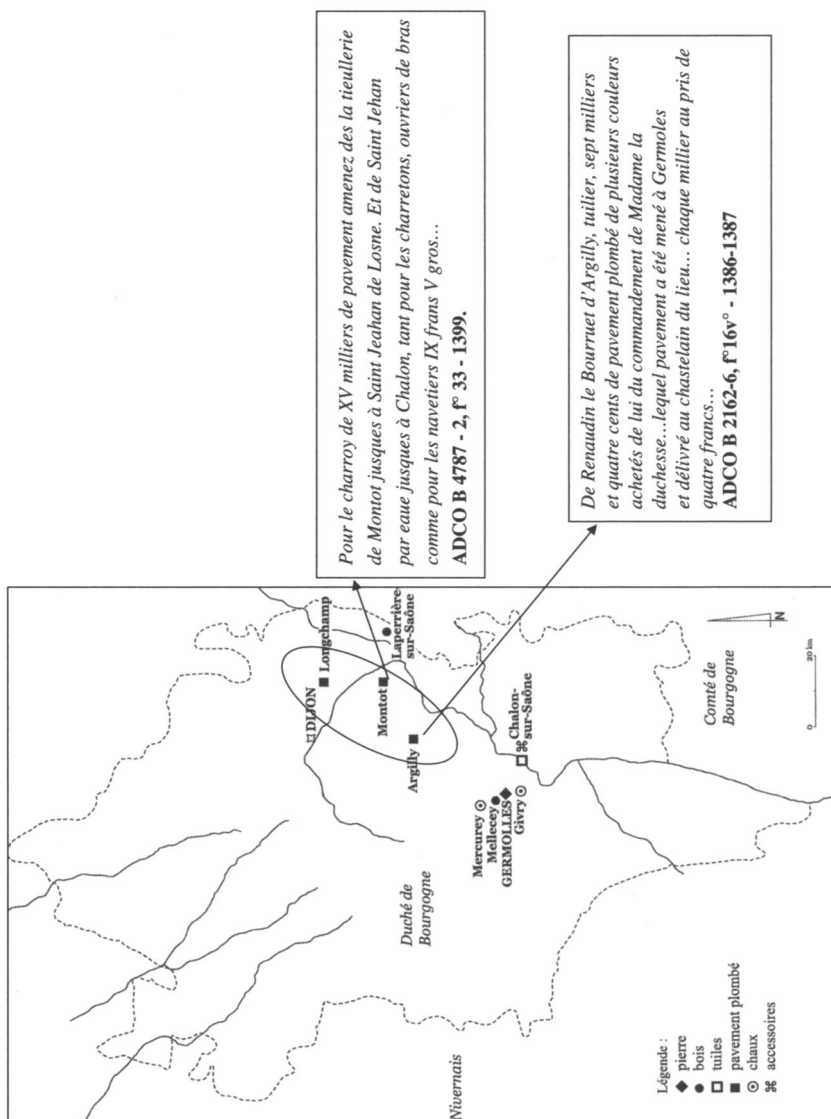 Pour le charroy de XV milliers de pavement amenez des la tieullerie
de Montot jusques à Saint Jeahan de Losne. Et de Saint Jehan
par eaue jusques à Chalon, tant pour les charretons, ouvriers de bras
comme pour les navetiers IX frans V gros...
ADCO B 4787 - 2, f° 33 - 1399.
De Renaudin le Bourruet d'Argilly, tuilier, sept milliers
et quatre cents de pavement plombé de plusieurs couleurs
achetés de lui du commandement de Madame la
duchesse...lequel pavement a été mené à Germoles
et délivré au chastelain du lieu... chaque millier au pris de
quatre francs...
ADCO B 2162-6, f°16v° - 1386-1387
DIJON
Longchamp
Montot
Laperrière-
sur-Saône
Argilly
Mercurey
Mellecey
GERMOLLES
Givry
Chalon-
sur-Saône
Duché de
Bourgogne
Comté de
Bourgogne
Nivernais
N
0 20 km
Légende :
pierre
bois
tuiles
pavement plombé
chaux
accessoires